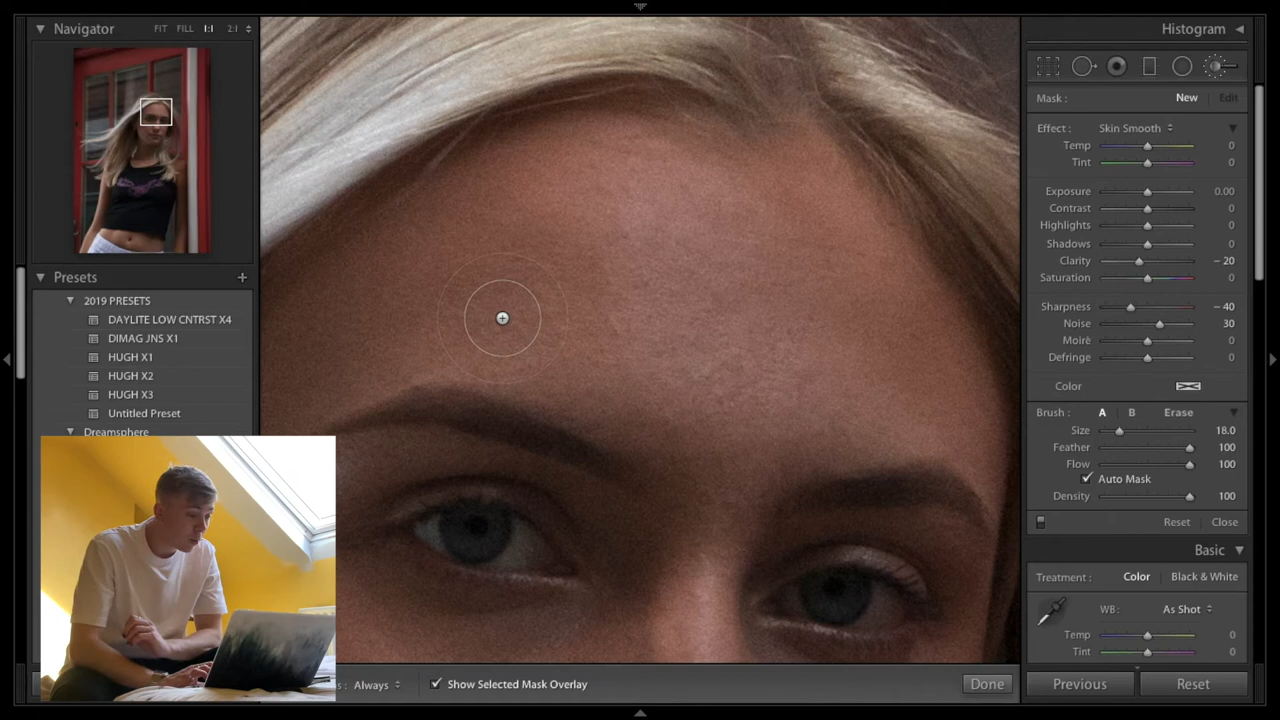 Navigator FIT FILL 1:1 2:1
Presets +
2019 PRESETS
DAYLITE LOW CNTRST X4
DIMAG JNS X1
HUGH X1
HUGH X2
HUGH X3
Untitled Preset
Dreamsphere
: Always
Show Selected Mask Overlay
Done
Histogram
Mask : New Edit
Effect : Skin Smooth
Temp 0
Tint 0
Exposure 0.00
Contrast 0
Highlights 0
Shadows 0
Clarity – 20
Saturation 0
Sharpness – 40
Noise 30
Moiré 0
Defringe 0
Color
Brush : A B Erase
Size 18.0
Feather 100
Flow 100
Auto Mask
Density 100
Reset Close
Basic
Treatment : Color Black & White
WB: As Shot
Temp 0
Tint 0
Previous Reset